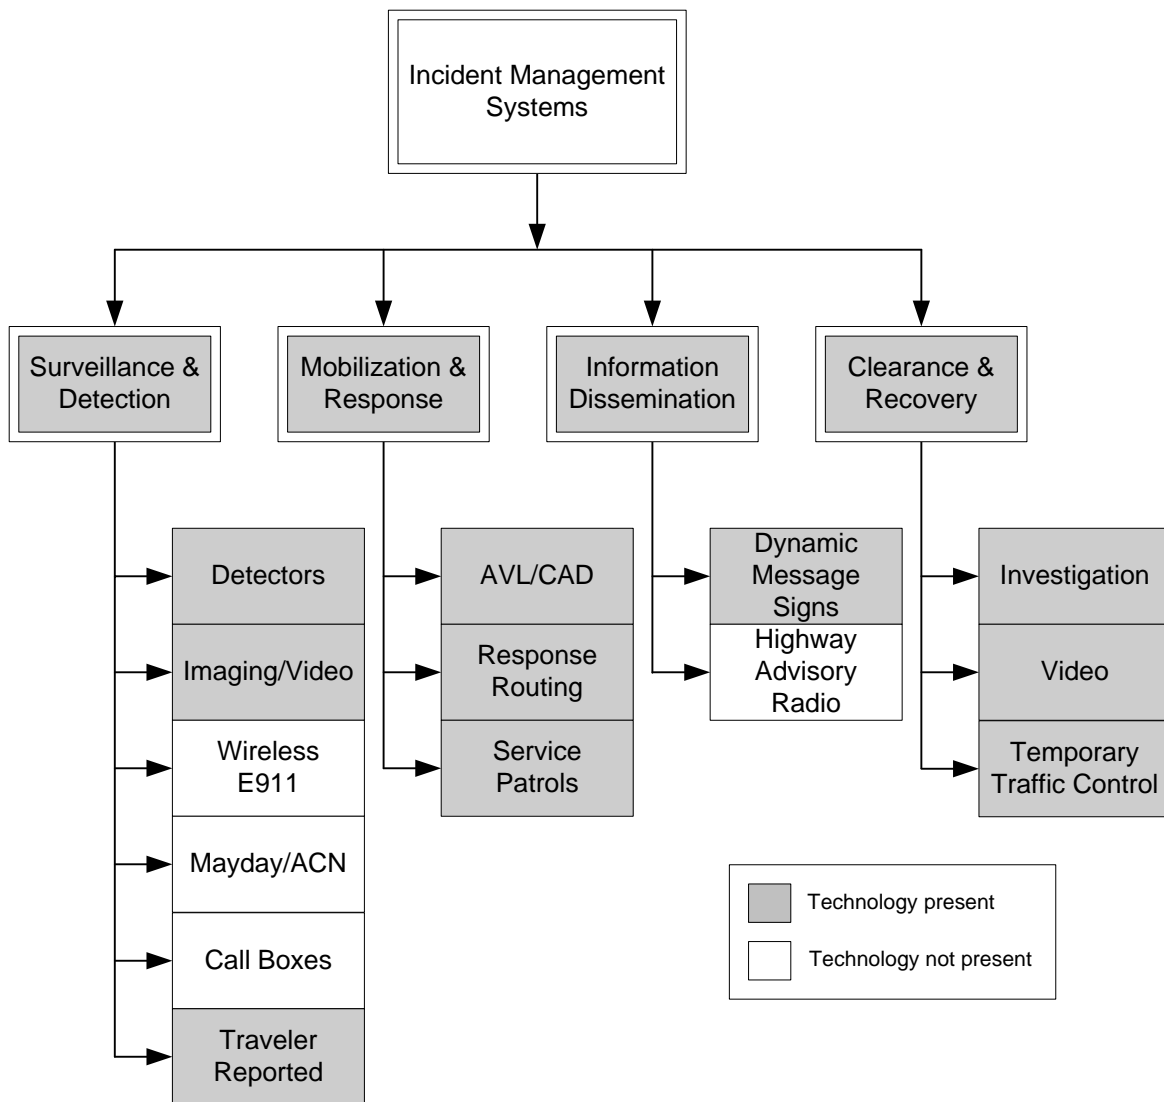 Incident Management
Systems
Surveillance &
Detection
Mobilization &
Response
Information
Dissemination
Clearance &
Recovery
Detectors
Imaging/Video
Wireless
E911
Mayday/ACN
Call Boxes
Traveler
Reported
AVL/CAD
Response
Routing
Service
Patrols
Dynamic
Message
Signs
Highway
Advisory
Radio
Investigation
Video
Temporary
Traffic Control
Technology present
Technology not present